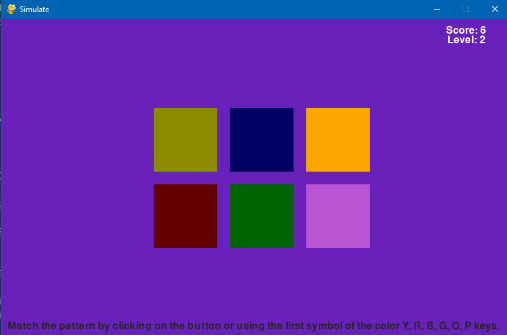 Simulate
Score: 6
Level: 2
Match the pattern by clicking on the button or using the first symbol of the color Y, R, B, G, O, P keys.